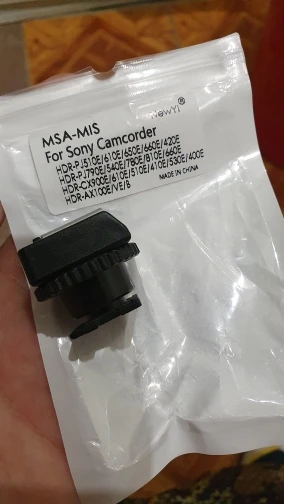 NewYi®
MSA-MIS
For Sony Camcorder
HDR-PJ510E/610E/650E/660E/420E
HDR-PJ790E/540E/780E/810E/660E
HDR-CX900E/610E/510E/410E/530E/400E
HDR-AX100E/VE/B
MADE IN CHINA